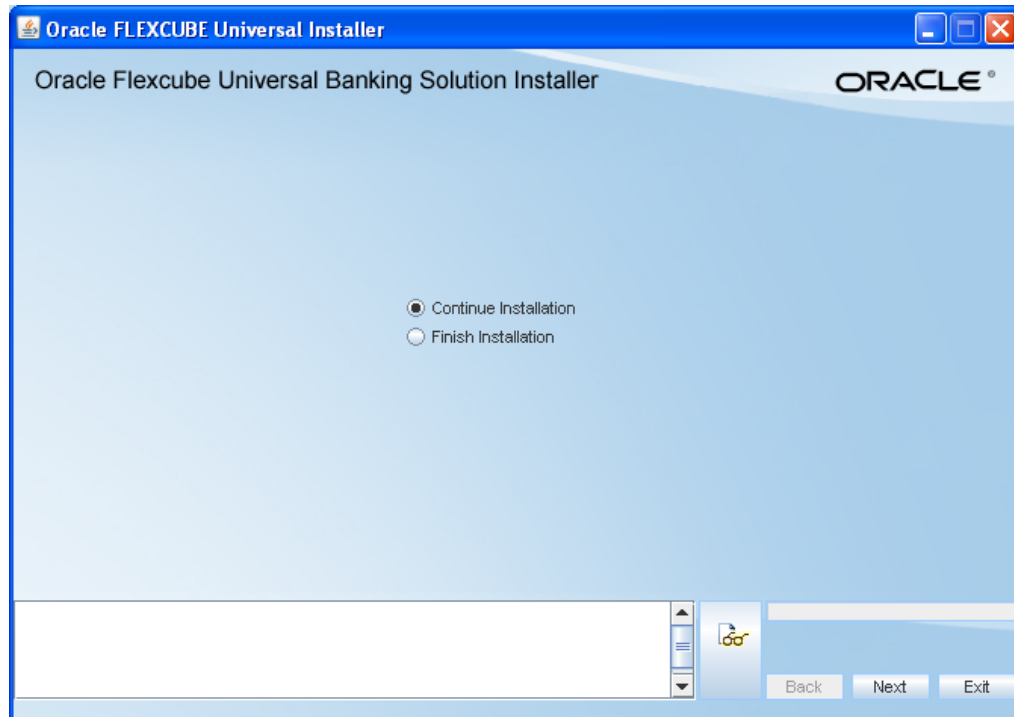 Oracle FLEXCUBE Universal Installer
Oracle Flexcube Universal Banking Solution Installer
ORACLE®
Continue Installation
Finish Installation
Back Next Exit